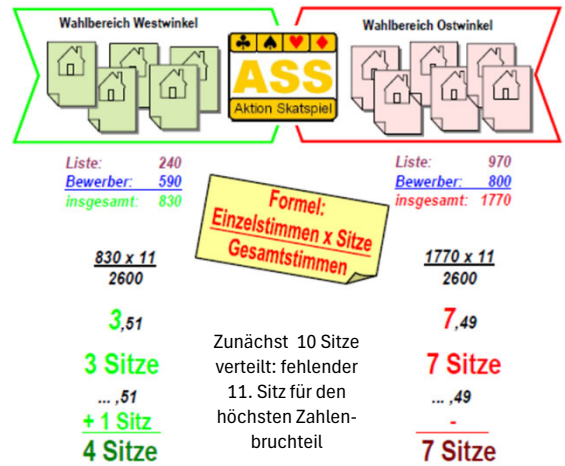 Wahlbereich Westwinkel
Wahlbereich Ostwinkel
ASS
Aktion Skatspiel
Liste: 240
Bewerber: 590
insgesamt: 830
Liste: 970
Bewerber: 800
insgesamt: 1770
Formel:
Einzelstimmen x Sitze
Gesamtstimmen
830 x 11
2600
1770 x 11
2600
3,51
7,49
3 Sitze
7 Sitze
Zunächst 10 Sitze
verteilt: fehlender
11. Sitz für den
höchsten Zahlen-
bruchteil
... ,51
+ 1 Sitz
4 Sitze
... ,49
-
7 Sitze